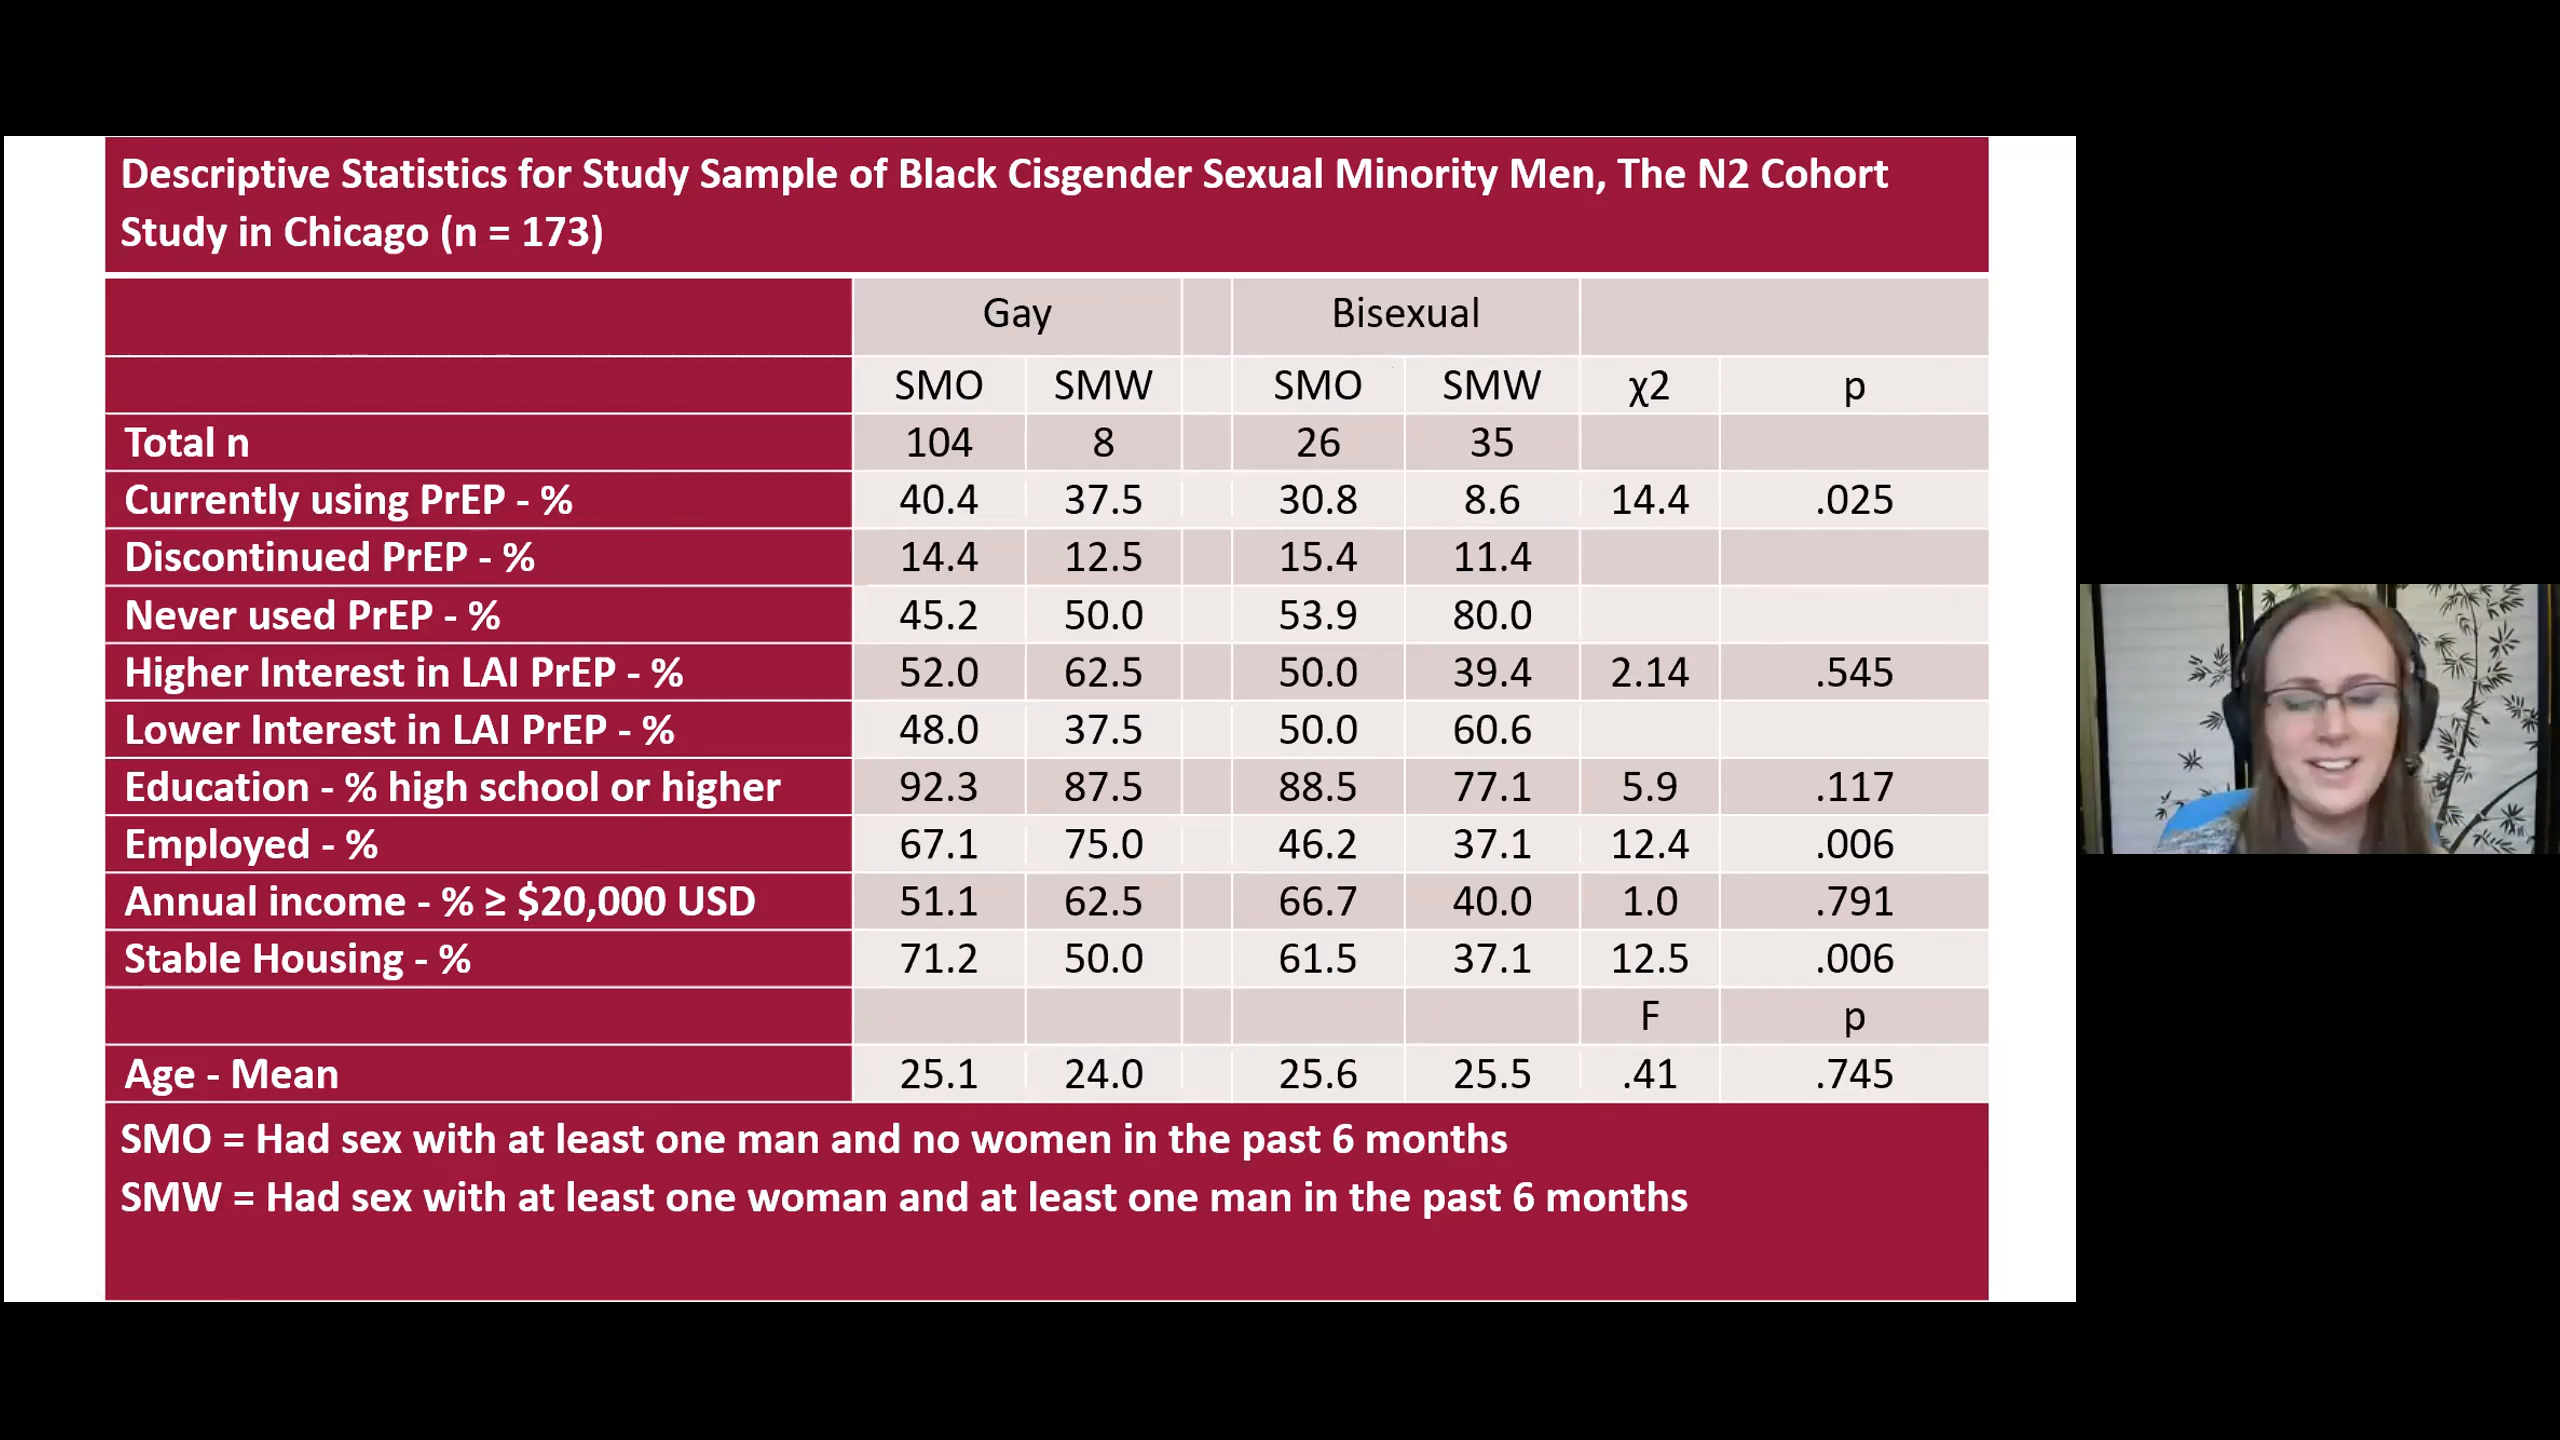 Descriptive Statistics for Study Sample of Black Cisgender Sexual Minority Men, The N2 Cohort
Study in Chicago (n = 173)
Gay Bisexual
SMO SMW SMO SMW χ2 p
Total n 104 8 26 35
Currently using PrEP - % 40.4 37.5 30.8 8.6 14.4 .025
Discontinued PrEP - % 14.4 12.5 15.4 11.4
Never used PrEP - % 45.2 50.0 53.9 80.0
Higher Interest in LAI PrEP - % 52.0 62.5 50.0 39.4 2.14 .545
Lower Interest in LAI PrEP - % 48.0 37.5 50.0 60.6
Education - % high school or higher 92.3 87.5 88.5 77.1 5.9 .117
Employed - % 67.1 75.0 46.2 37.1 12.4 .006
Annual income - % ≥ $20,000 USD 51.1 62.5 66.7 40.0 1.0 .791
Stable Housing - % 71.2 50.0 61.5 37.1 12.5 .006
F p
Age - Mean 25.1 24.0 25.6 25.5 .41 .745
SMO = Had sex with at least one man and no women in the past 6 months
SMW = Had sex with at least one woman and at least one man in the past 6 months